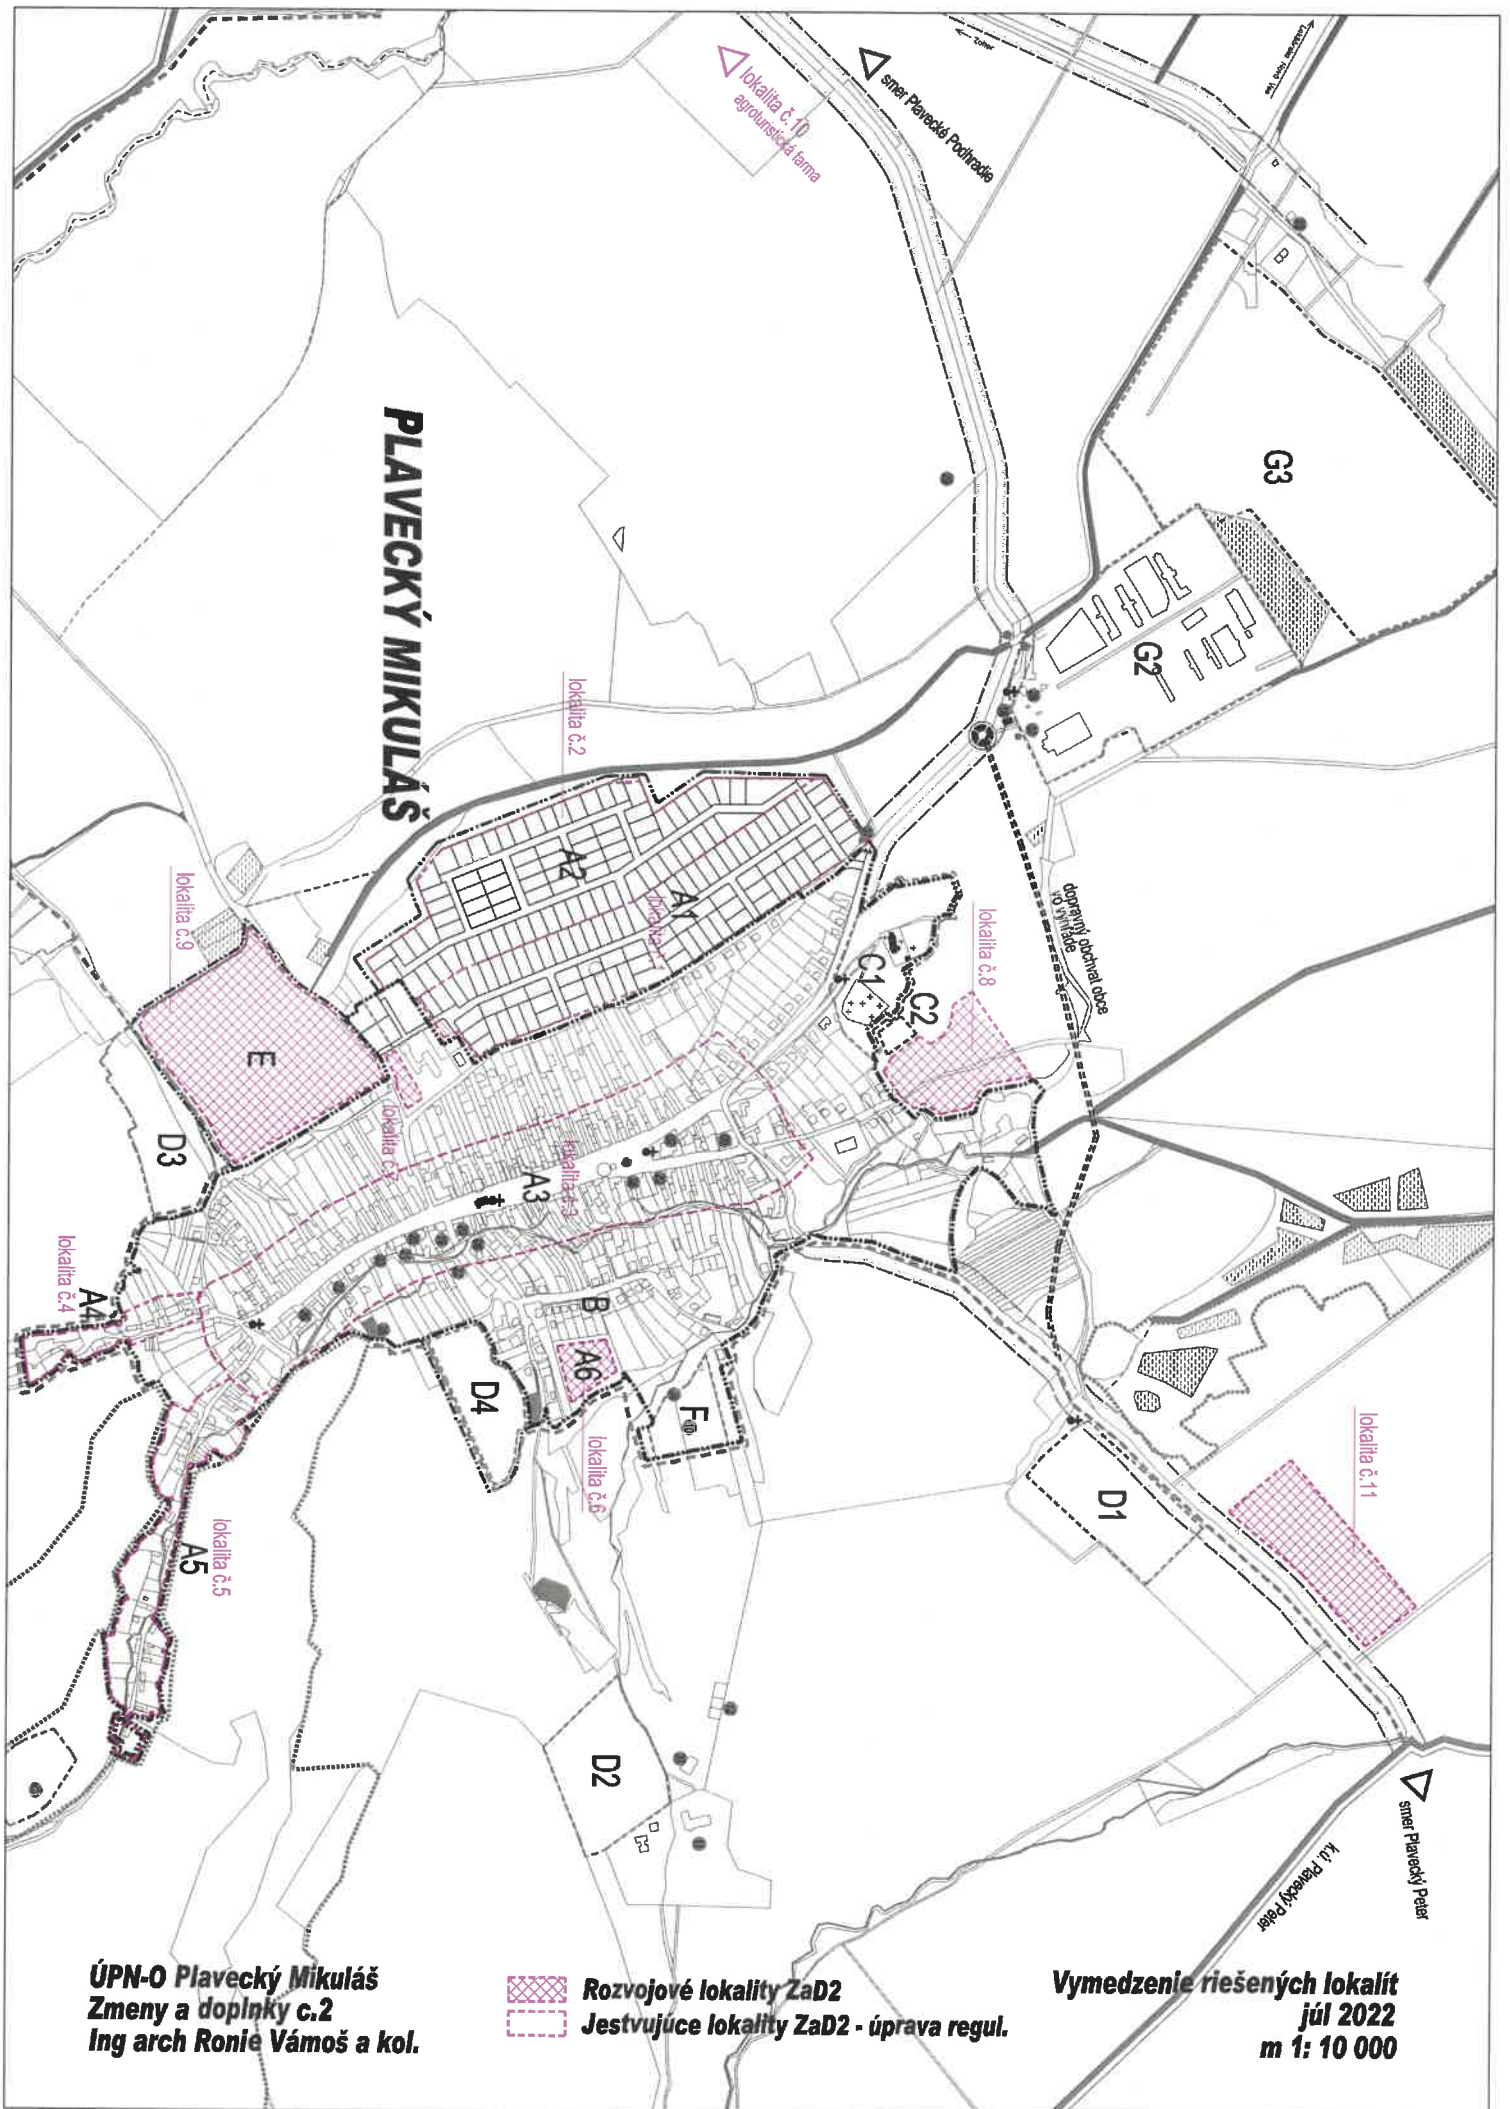 Zohor
Lakšárska Nová Ves
smer Plavecké Podhradie
lokalita č. 10
agroturistická farma
B
G3
G2
PLAVECKÝ MIKULÁŠ
lokalita č.2
A2
A1
dopravný obchvat obce
vo výhľade
lokalita č.8
C1
C2
lokalita č.9
E
D3
lokalita č.7
lokalita č.3
A3
lokalita č.4
A4
B
A6
D4
F
lokalita č.6
lokalita č.5
A5
lokalita č.11
D1
D2
smer Plavecký Peter
k.ú. Plavecký Peter
ÚPN-O Plavecký Mikuláš
Zmeny a doplnky c.2
Ing arch Ronie Vámoš a kol.
Rozvojové lokality ZaD2
Jestvujúce lokality ZaD2 - úprava regul.
Vymedzenie riešených lokalít
júl 2022
m 1: 10 000